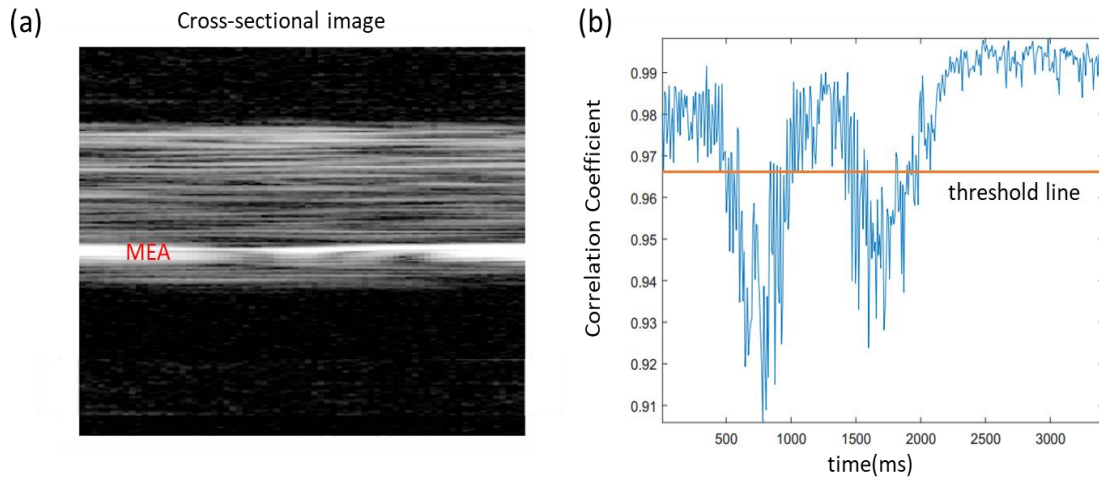 (a)
Cross-sectional image
MEA
(b)
Correlation Coefficient
0.99
0.98
0.97
0.96
0.95
0.94
0.93
0.92
0.91
threshold line
500 1000 1500 2000 2500 3000
time(ms)